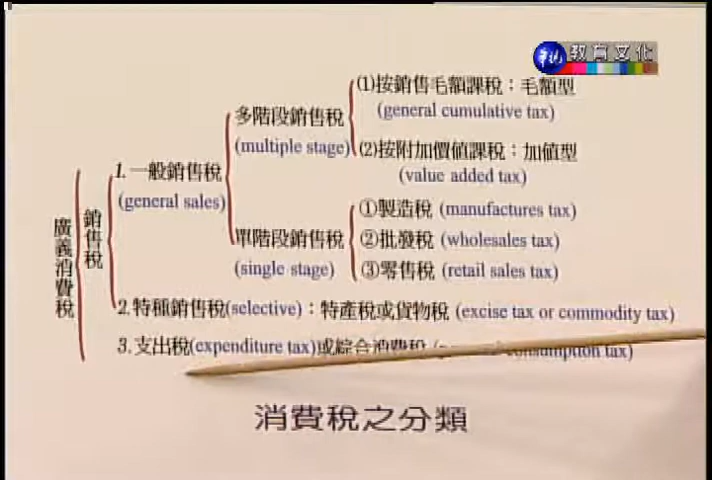 華視 教育文化
(1)按銷售毛額課稅：毛額型
(general cumulative tax)
多階段銷售稅
(multiple stage)
(2)按附加價值課稅：加值型
(value added tax)
1.一般銷售稅
(general sales)
①製造稅 (manufactures tax)
單階段銷售稅 ②批發稅 (wholesales tax)
(single stage) ③零售稅 (retail sales tax)
銷售稅
廣義消費稅
2.特種銷售稅(selective)：特產稅或貨物稅 (excise tax or commodity tax)
3.支出稅(expenditure tax)或綜合消費稅 consumption tax)
消費稅之分類